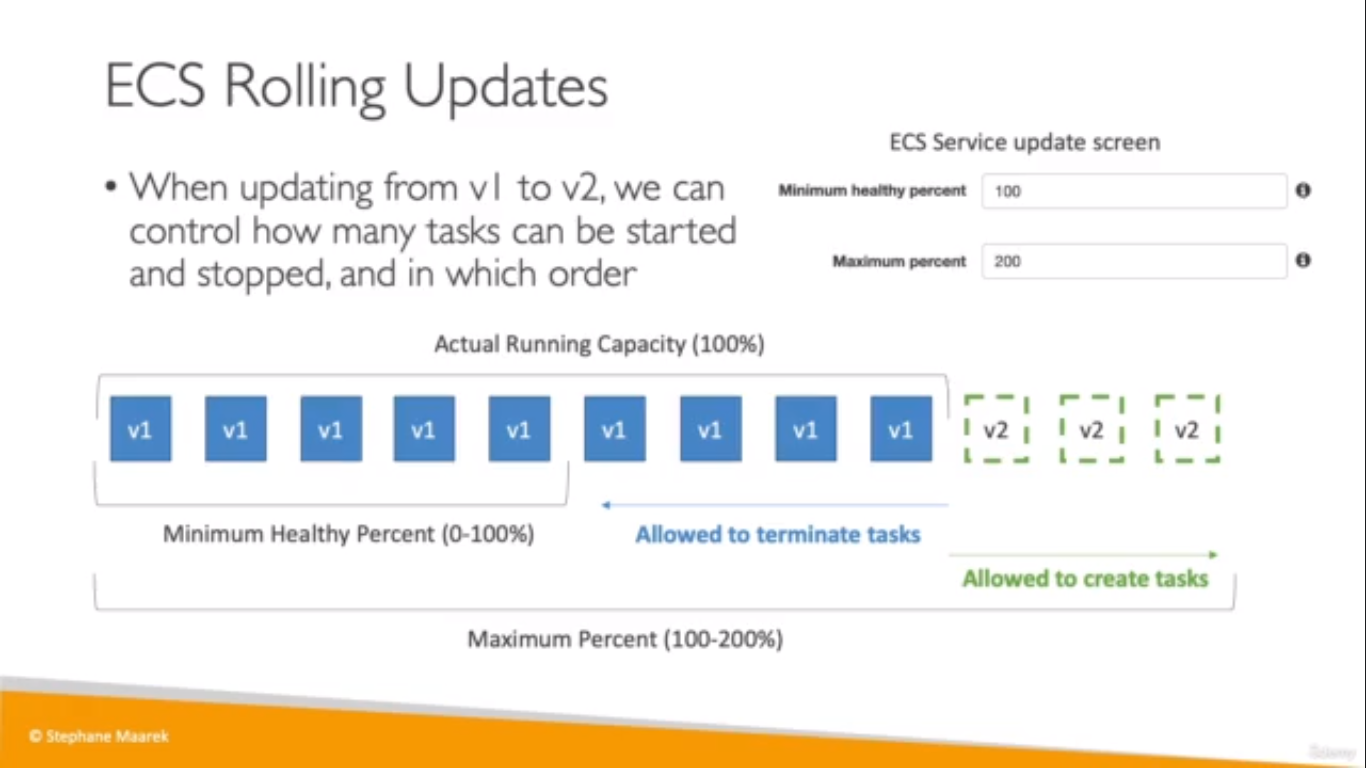 ECS Rolling Updates
• When updating from v1 to v2, we can
control how many tasks can be started
and stopped, and in which order
ECS Service update screen
Minimum healthy percent 100
Maximum percent 200
Actual Running Capacity (100%)
v1 v1 v1 v1 v1 v1 v1 v1 v1 v2 v2 v2
Minimum Healthy Percent (0-100%)
Allowed to terminate tasks
Allowed to create tasks
Maximum Percent (100-200%)
© Stephane Maarek
Udemy